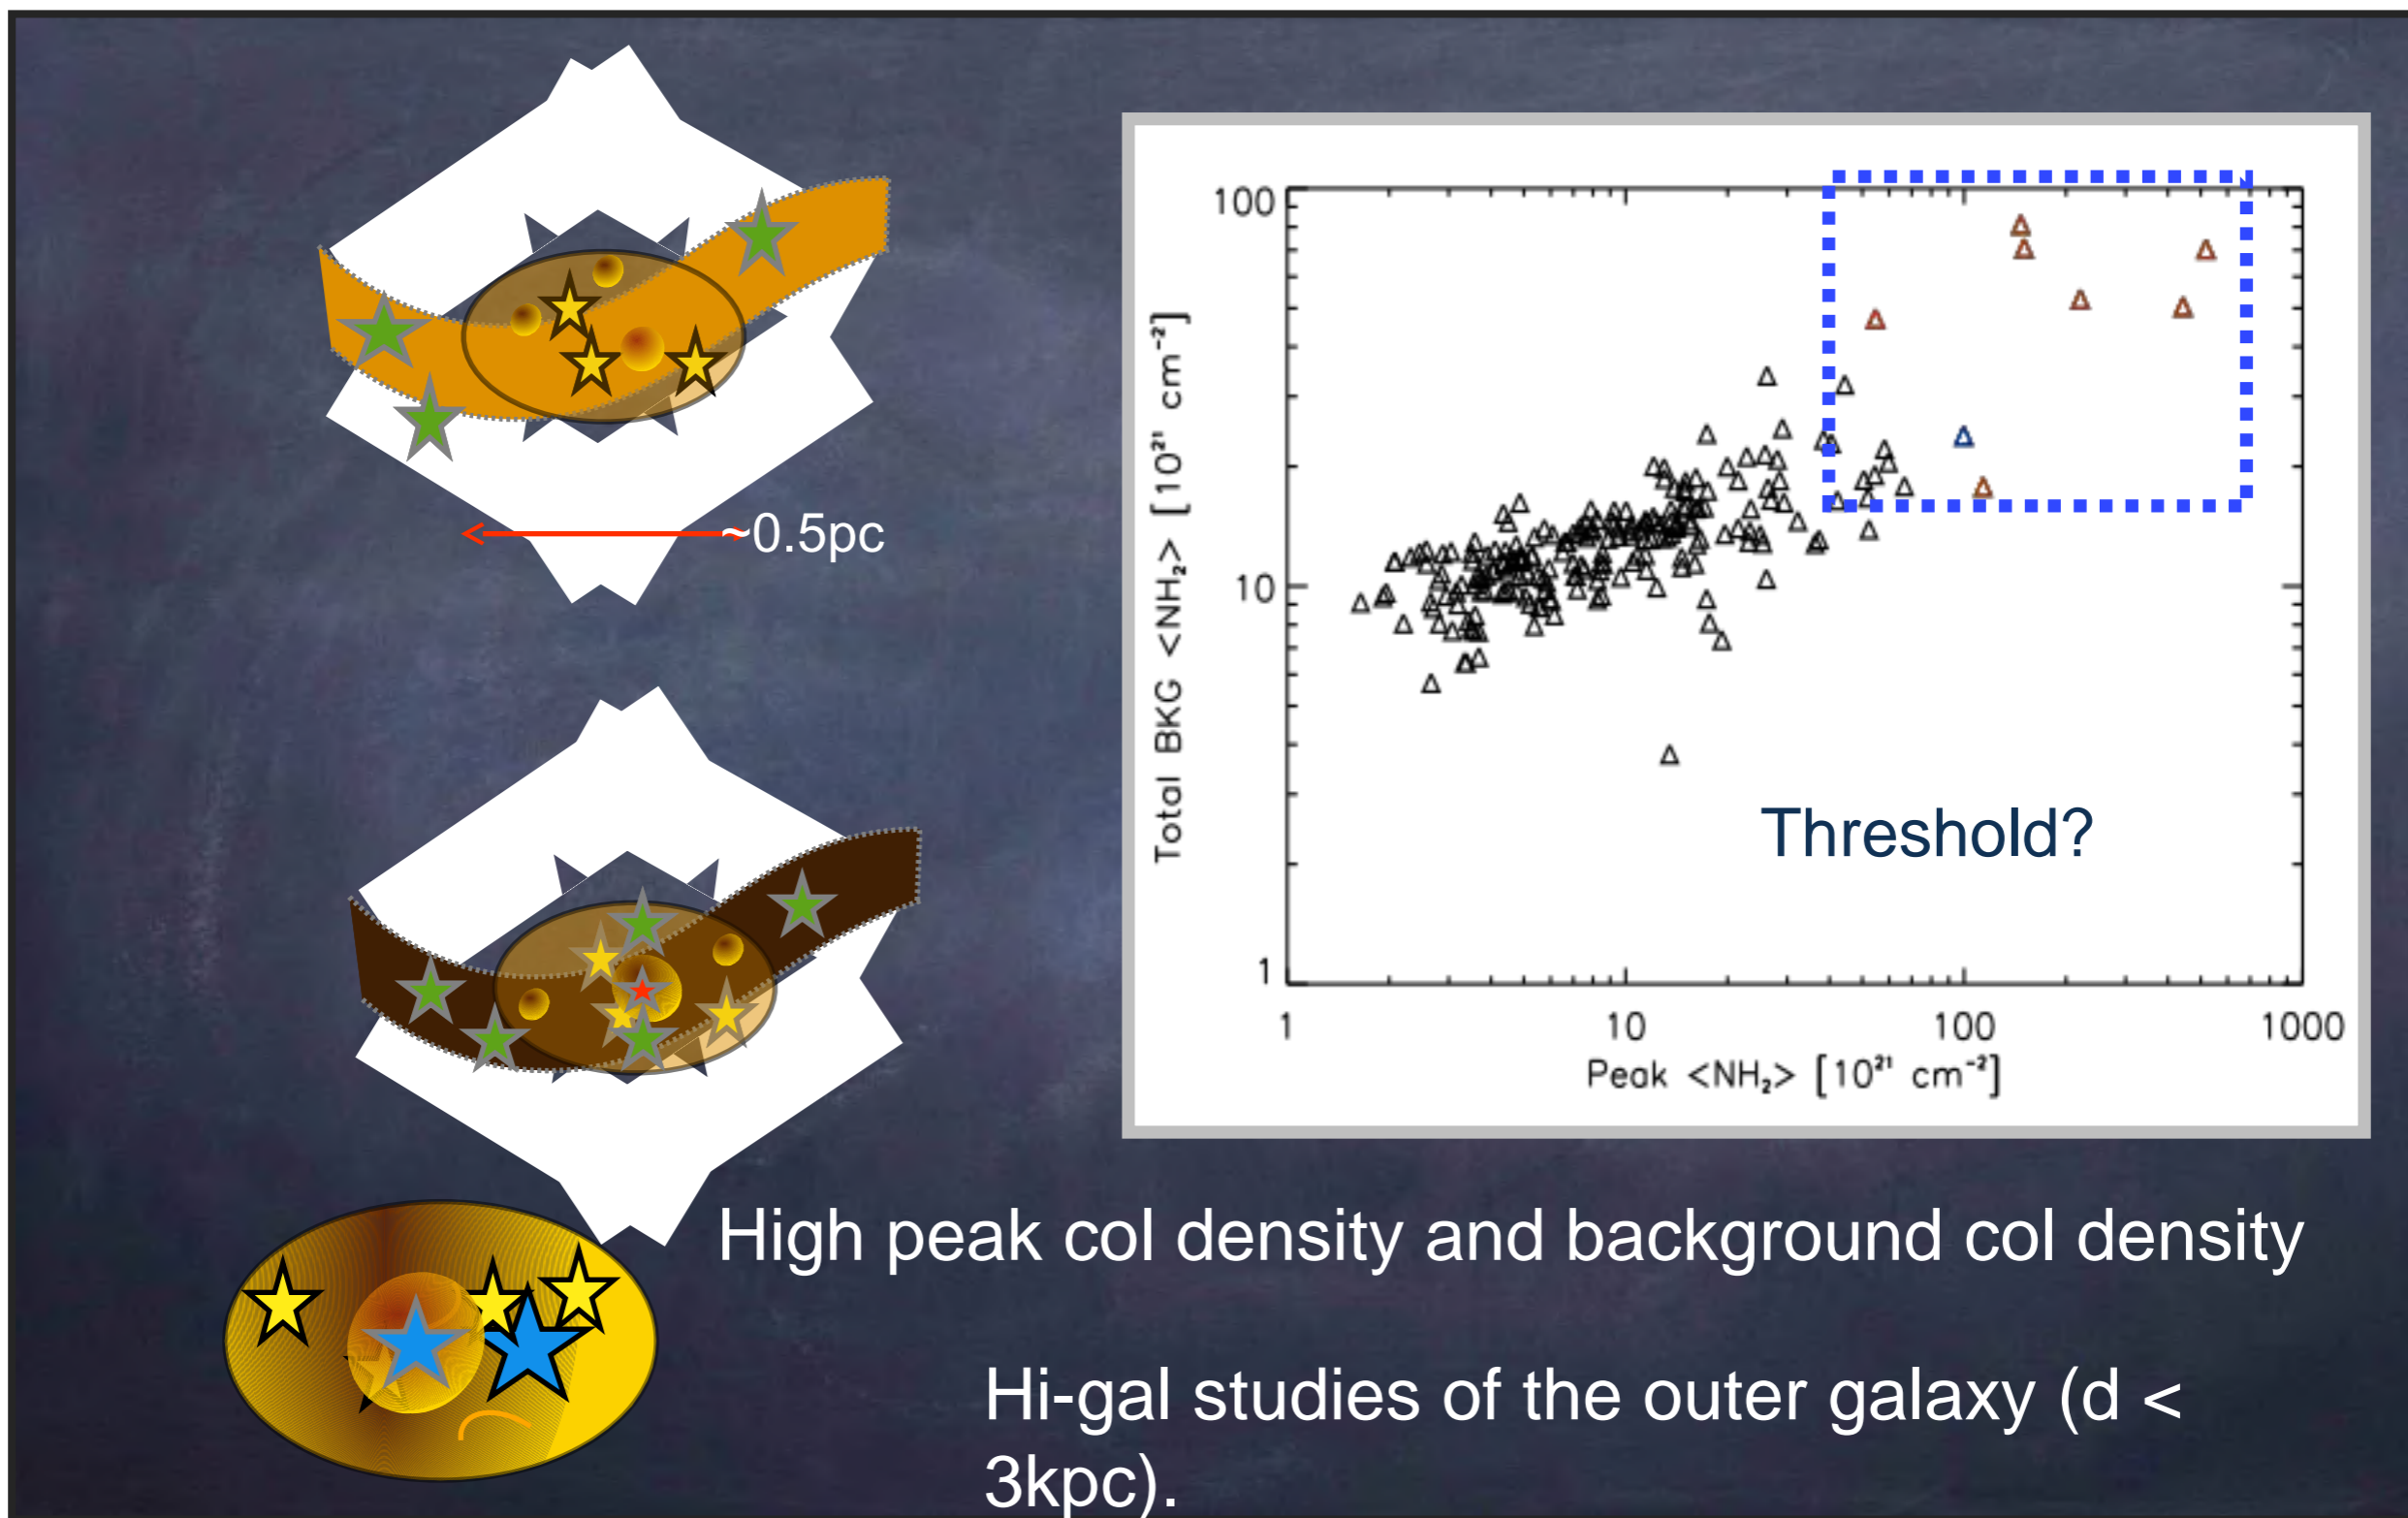 ~0.5pc
100
10
1
Total BKG <NH₂> [10²¹ cm⁻²]
Threshold?
1 10 100 1000
Peak <NH₂> [10²¹ cm⁻²]
High peak col density and background col density
Hi-gal studies of the outer galaxy (d <
3kpc).